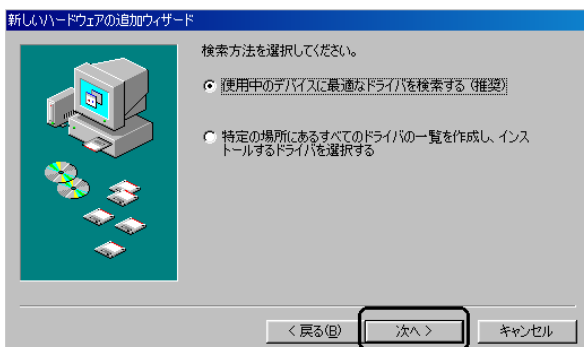 新しいハードウェアの追加ウィザード
検索方法を選択してください。
使用中のデバイスに最適なドライバを検索する (推奨)
特定の場所にあるすべてのドライバの一覧を作成し、インス
トールするドライバを選択する
< 戻る(B)
次へ >
キャンセル